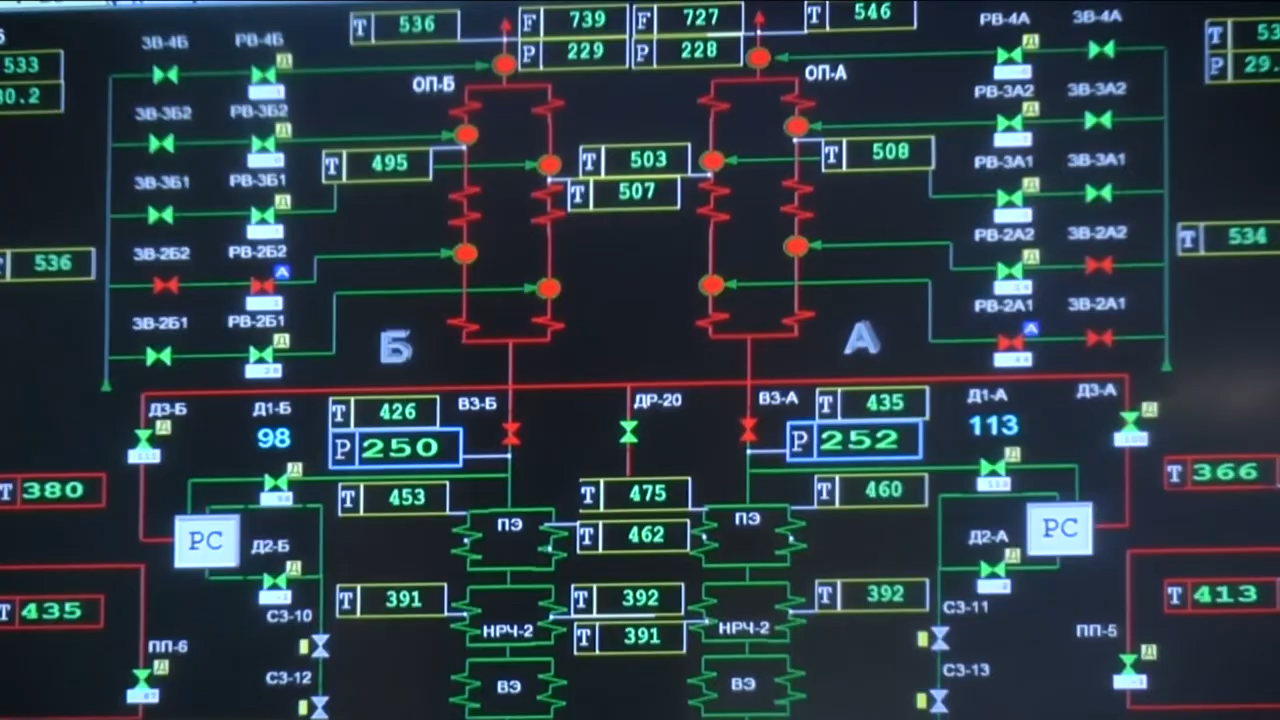 T 536
F 739
F 727
T 546
P 229
P 228
ЗВ-4Б
РВ-4Б
Д
РВ-4А
Д
ЗВ-4А
T
P 29.
533
ОП-Б
ОП-А
ЗВ-3Б2
РВ-3Б2
Д
РВ-3А2
Д
ЗВ-3А2
T 495
T 503
T 508
ЗВ-3Б1
РВ-3Б1
Д
T 507
РВ-3А1
Д
ЗВ-3А1
536
ЗВ-2Б2
РВ-2Б2
А
РВ-2А2
Д
ЗВ-2А2
T 534
ЗВ-2Б1
РВ-2Б1
Д
РВ-2А1
А
ЗВ-2А1
Б
А
Д3-Б
Д
Д1-Б
98
T 426
P 250
ВЗ-Б
ДР-20
ВЗ-А
T 435
P 252
Д1-А
113
Д3-А
Д
T 380
Д
T 453
T 475
T 460
Д
T 366
РС
ПЭ
T 462
ПЭ
РС
Д2-Б
Д
Д2-А
Д
T 435
T 391
T 392
T 392
T 413
СЗ-10
НРЧ-2
T 391
НРЧ-2
СЗ-11
ПП-6
Д
ПП-5
Д
СЗ-12
ВЭ
ВЭ
СЗ-13